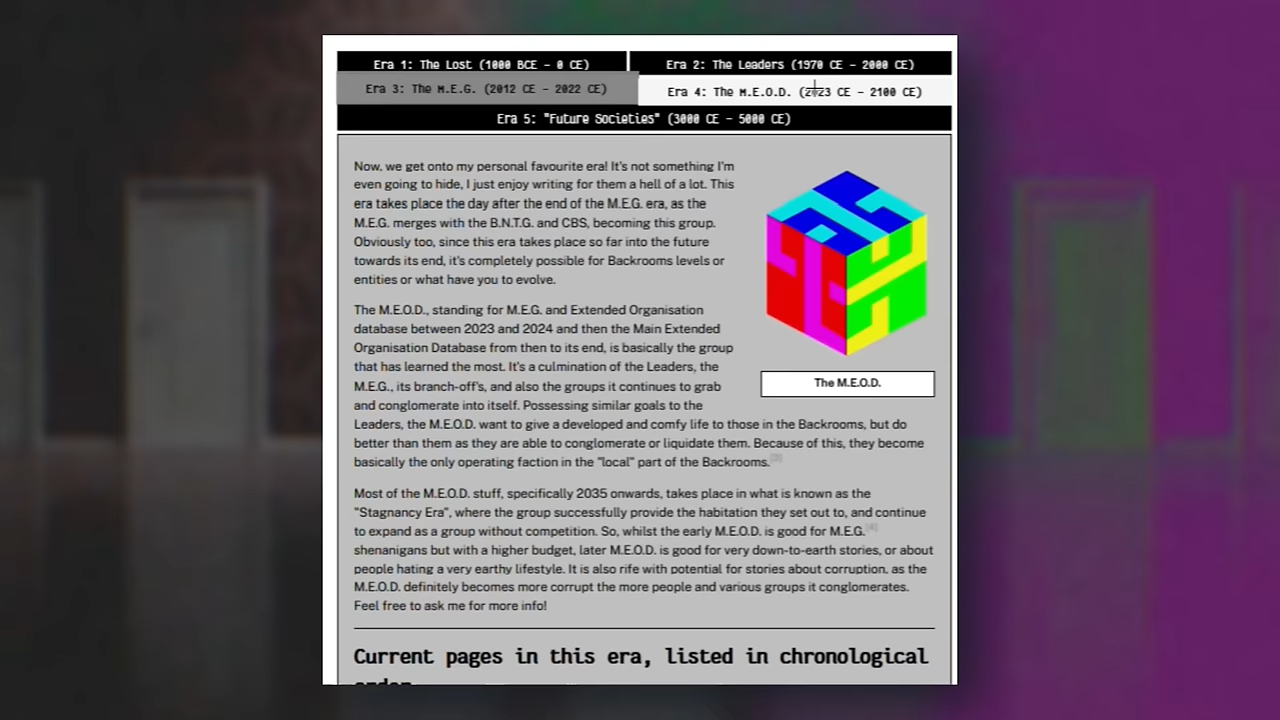 Era 1: The Lost (1000 BCE - 0 CE)
Era 2: The Leaders (1970 CE - 2000 CE)
Era 3: The M.E.G. (2012 CE - 2022 CE)
Era 4: The M.E.O.D. (2023 CE - 2100 CE)
Era 5: "Future Societies" (3000 CE - 5000 CE)
Now, we get onto my personal favourite era! It's not something I'm
even going to hide, I just enjoy writing for them a hell of a lot. This
era takes place the day after the end of the M.E.G. era, as the
M.E.G. merges with the B.N.T.G. and CBS, becoming this group.
Obviously too, since this era takes place so far into the future
towards its end, it's completely possible for Backrooms levels or
entities or what have you to evolve.
The M.E.O.D., standing for M.E.G. and Extended Organisation
database between 2023 and 2024 and then the Main Extended
Organisation Database from then to its end, is basically the group
that has learned the most. It's a culmination of the Leaders, the
M.E.G., its branch-off's, and also the groups it continues to grab
and conglomerate into itself. Possessing similar goals to the
Leaders, the M.E.O.D. want to give a developed and comfy life to those in the Backrooms, but do
better than them as they are able to conglomerate or liquidate them. Because of this, they become
basically the only operating faction in the "local" part of the Backrooms.[3]
The M.E.O.D.
Most of the M.E.O.D. stuff, specifically 2035 onwards, takes place in what is known as the
"Stagnancy Era", where the group successfully provide the habitation they set out to, and continue
to expand as a group without competition. So, whilst the early M.E.O.D. is good for M.E.G.[4]
shenanigans but with a higher budget, later M.E.O.D. is good for very down-to-earth stories, or about
people hating a very earthy lifestyle. It is also rife with potential for stories about corruption, as the
M.E.O.D. definitely becomes more corrupt the more people and various groups it conglomerates.
Feel free to ask me for more info!
Current pages in this era, listed in chronological
order